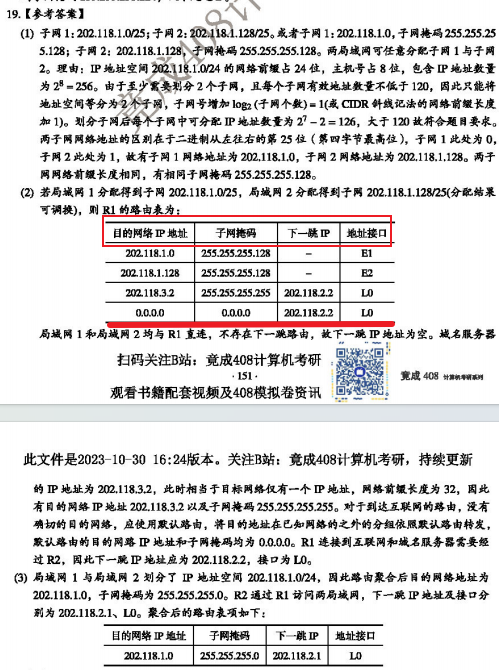 19.【参考答案】
(1) 子网1：202.118.1.0/25；子网2：202.118.1.128/25。或者子网1：202.118.1.0，子网掩码255.255.25
5.128；子网2：202.118.1.128，子网掩码255.255.255.128。两局域网可任意分配子网1与子网
2。理由：IP地址空间202.118.1.0/24的网络前缀占24位，主机号占8位，包含IP地址数量
为2⁸=256。由于至少需要划分2个子网，且每个子网有效地址数量不低于120，因此只能将
地址空间等分为2个子网，子网号增加log₂(子网个数)=1(或CIDR斜线记法的网络前缀长度
加1)。划分子网后每个子网中可分配IP地址数量为2⁷－2=126，大于120故符合题目要求。
两子网网络地址的区别在于二进制从左往右的第25位（第四字节最高位），子网1此处为0，
子网2此处为1，故有子网1网络地址为202.118.1.0，子网2网络地址为202.118.1.128。两子
网网络前缀长度相同，有相同子网掩码255.255.255.128。
(2) 若局域网1分配得到子网202.118.1.0/25，局域网2分配得到子网202.118.1.128/25(分配结果
可调换)，则R1的路由表为：
目的网络IP地址 子网掩码 下一跳IP 地址接口
202.118.1.0 255.255.255.128 – E1
202.118.1.128 255.255.255.128 – E2
202.118.3.2 255.255.255.255 202.118.2.2 L0
0.0.0.0 0.0.0.0 202.118.2.2 L0
局域网1和局域网2均与R1直连，不存在下一跳路由，故下一跳IP地址为空。域名服务器
扫码关注B站：竟成408计算机考研
·151·
观看书籍配套视频及408模拟卷资讯
竟成408 计算机考研系列
此文件是2023-10-30 16:24版本。关注B站：竟成408计算机考研，持续更新
的IP地址为202.118.3.2，此时相当于目标网络仅有一个IP地址，网络前缀长度为32，因此
有目的网络IP地址202.118.3.2以及子网掩码255.255.255.255。对于到达互联网的路由，没有
确切的目的网络，应使用默认路由，将目的地址在已知网络的之外的分组依照默认路由转发，
默认路由的目的网路IP地址和子网掩码均为0.0.0.0。R1连接到互联网和域名服务器需要经
过R2，因此下一跳IP地址应为202.118.2.2，接口为L0。
(3) 局域网1与局域网2划分了IP地址空间202.118.1.0/24，因此路由聚合后目的网络地址为
202.118.1.0，子网掩码为255.255.255.0。R2通过R1访问两局域网，下一跳IP地址及接口分
别为202.118.2.1、L0。聚合后的路由表项如下：
目的网络IP地址 子网掩码 下一跳IP 地址接口
202.118.1.0 255.255.255.0 202.118.2.1 L0